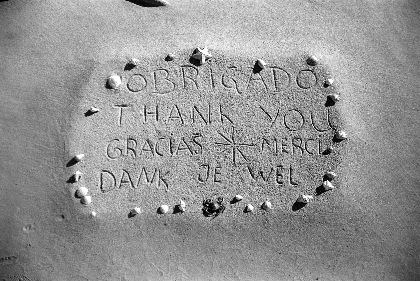 OBRIGADO
THANK YOU
GRACIAS MERCI
DANK JE WEL